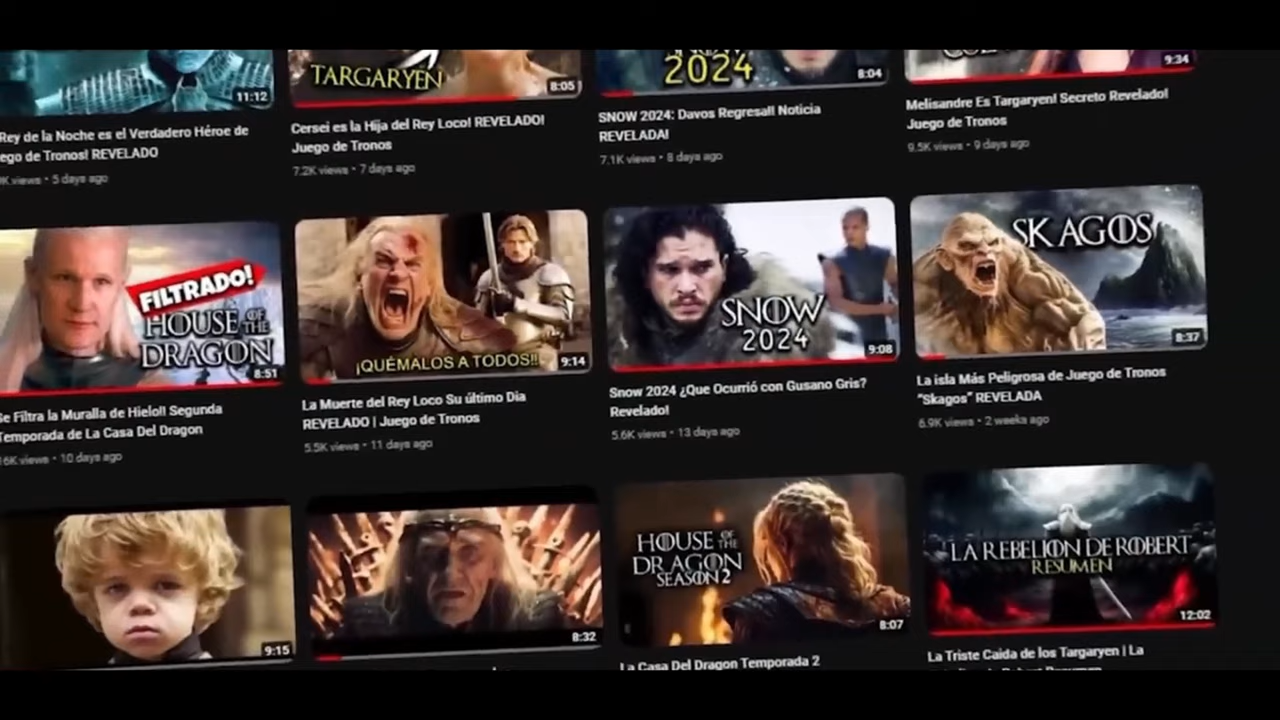 TARGARYEN
2024
11:12
8:05
8:04
9:34
Rey de la Noche es el Verdadero Héroe de
ego de Tronos! REVELADO
views • 5 days ago
Cersei es la Hija del Rey Loco! REVELADO!
Juego de Tronos
7.2K views • 7 days ago
SNOW 2024: Davos Regresa!! Noticia
REVELADA!
7.1K views • 8 days ago
Melisandre Es Targaryen! Secreto Revelado!
Juego de Tronos
9.5K views • 9 days ago
FILTRADO!
HOUSE OF THE
DRAGON
8:51
¡QUÉMALOS A TODOS!!
9:14
SNOW
2024
9:08
SKAGOS
8:37
Se Filtra la Muralla de Hielo!! Segunda
Temporada de La Casa Del Dragon
16K views • 10 days ago
La Muerte del Rey Loco Su último Dia
REVELADO | Juego de Tronos
5.5K views • 11 days ago
Snow 2024 ¿Que Ocurrió con Gusano Gris?
Revelado!
5.6K views • 13 days ago
La isla Más Peligrosa de Juego de Tronos
"Skagos" REVELADA
6.9K views • 2 weeks ago
9:15
8:32
HOUSE OF THE
DRAGON
SEASON 2
8:07
LA REBELION DE ROBERT
RESUMEN
12:02
La Casa Del Dragon Temporada 2
La Triste Caida de los Targaryen | La